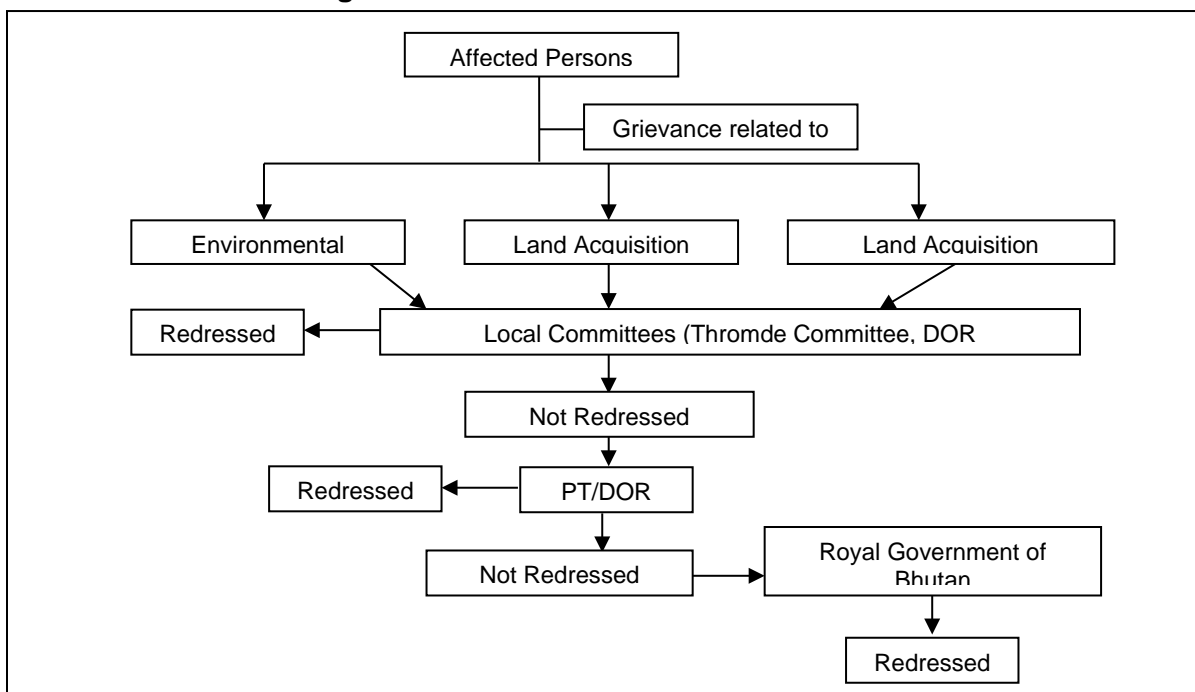 Affected Persons
Grievance related to
Environmental
Land Acquisition
Land Acquisition
Redressed
Local Committees (Thromde Committee, DOR
Not Redressed
Redressed
PT/DOR
Not Redressed
Royal Government of
Bhutan
Redressed